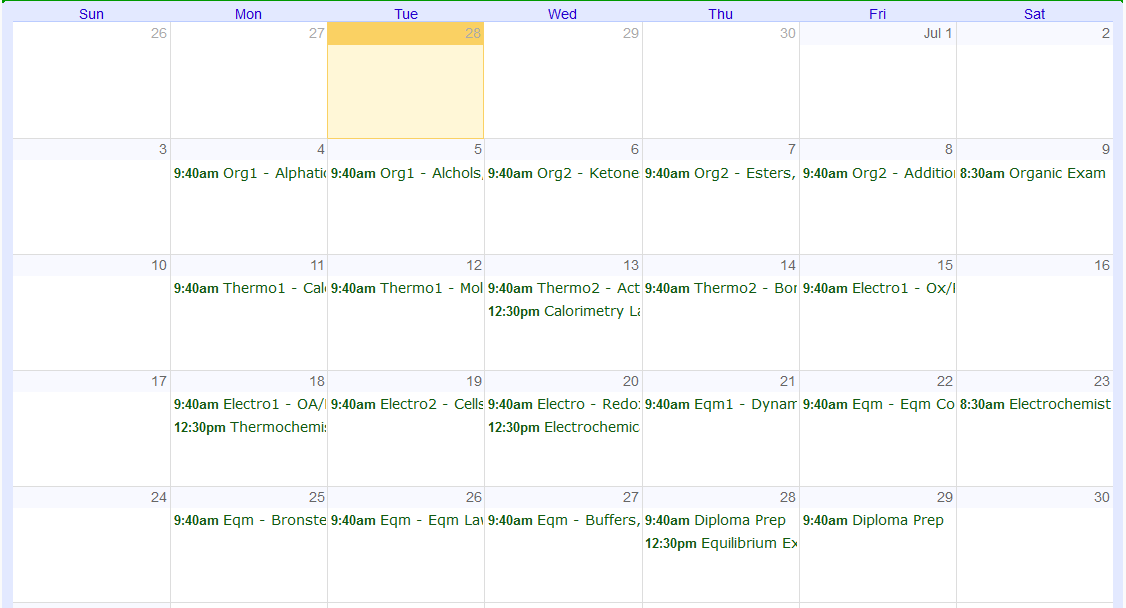 Sun Mon Tue Wed Thu Fri Sat
26 27 28 29 30 Jul 1 2
3 4 5 6 7 8 9
9:40am Org1 - Alphatic 9:40am Org1 - Alchols, 9:40am Org2 - Ketone 9:40am Org2 - Esters, 9:40am Org2 - Addition 8:30am Organic Exam
10 11 12 13 14 15 16
9:40am Thermo1 - Cal 9:40am Thermo1 - Mol 9:40am Thermo2 - Act 9:40am Thermo2 - Bon 9:40am Electro1 - Ox/
12:30pm Calorimetry La
17 18 19 20 21 22 23
9:40am Electro1 - OA/ 9:40am Electro2 - Cells 9:40am Electro - Redox 9:40am Eqm1 - Dynam 9:40am Eqm - Eqm Co 8:30am Electrochemist
12:30pm Thermochemis 12:30pm Electrochemic
24 25 26 27 28 29 30
9:40am Eqm - Bronste 9:40am Eqm - Eqm Law 9:40am Eqm - Buffers, 9:40am Diploma Prep 9:40am Diploma Prep
12:30pm Equilibrium Ex